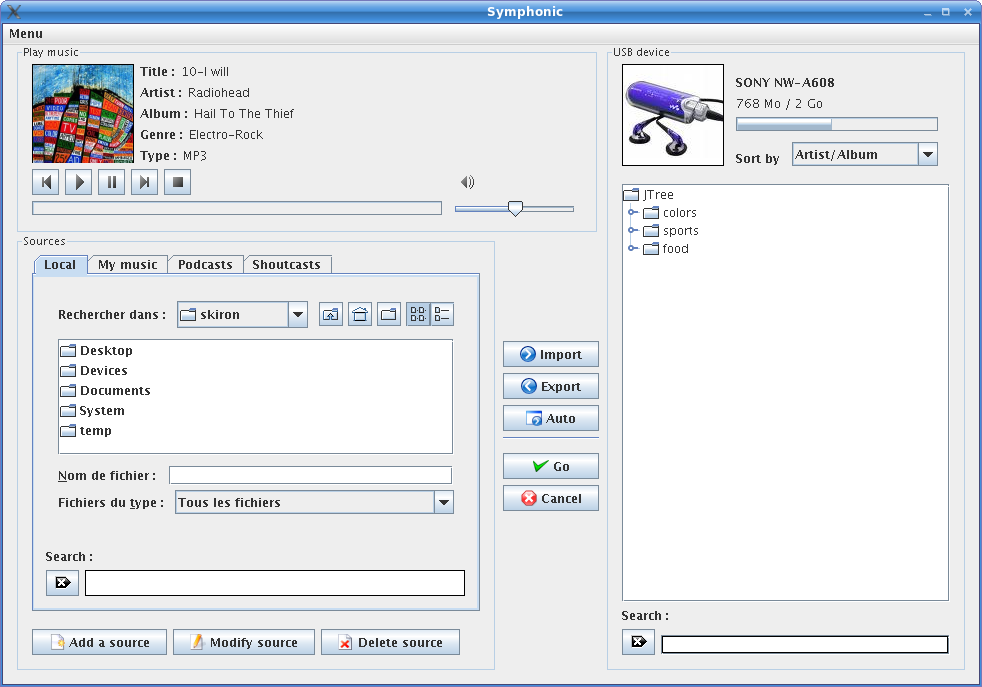 Symphonic
Menu
Play music
Title : 10-I will
Artist : Radiohead
Album : Hail To The Thief
Genre : Electro-Rock
Type : MP3
Sources
Local My music Podcasts Shoutcasts
Rechercher dans : skiron
Desktop
Devices
Documents
System
temp
Nom de fichier :
Fichiers du type : Tous les fichiers
Search :
Add a source Modify source Delete source
Import
Export
Auto
Go
Cancel
USB device
SONY NW-A608
768 Mo / 2 Go
Sort by Artist/Album
JTree
colors
sports
food
Search :